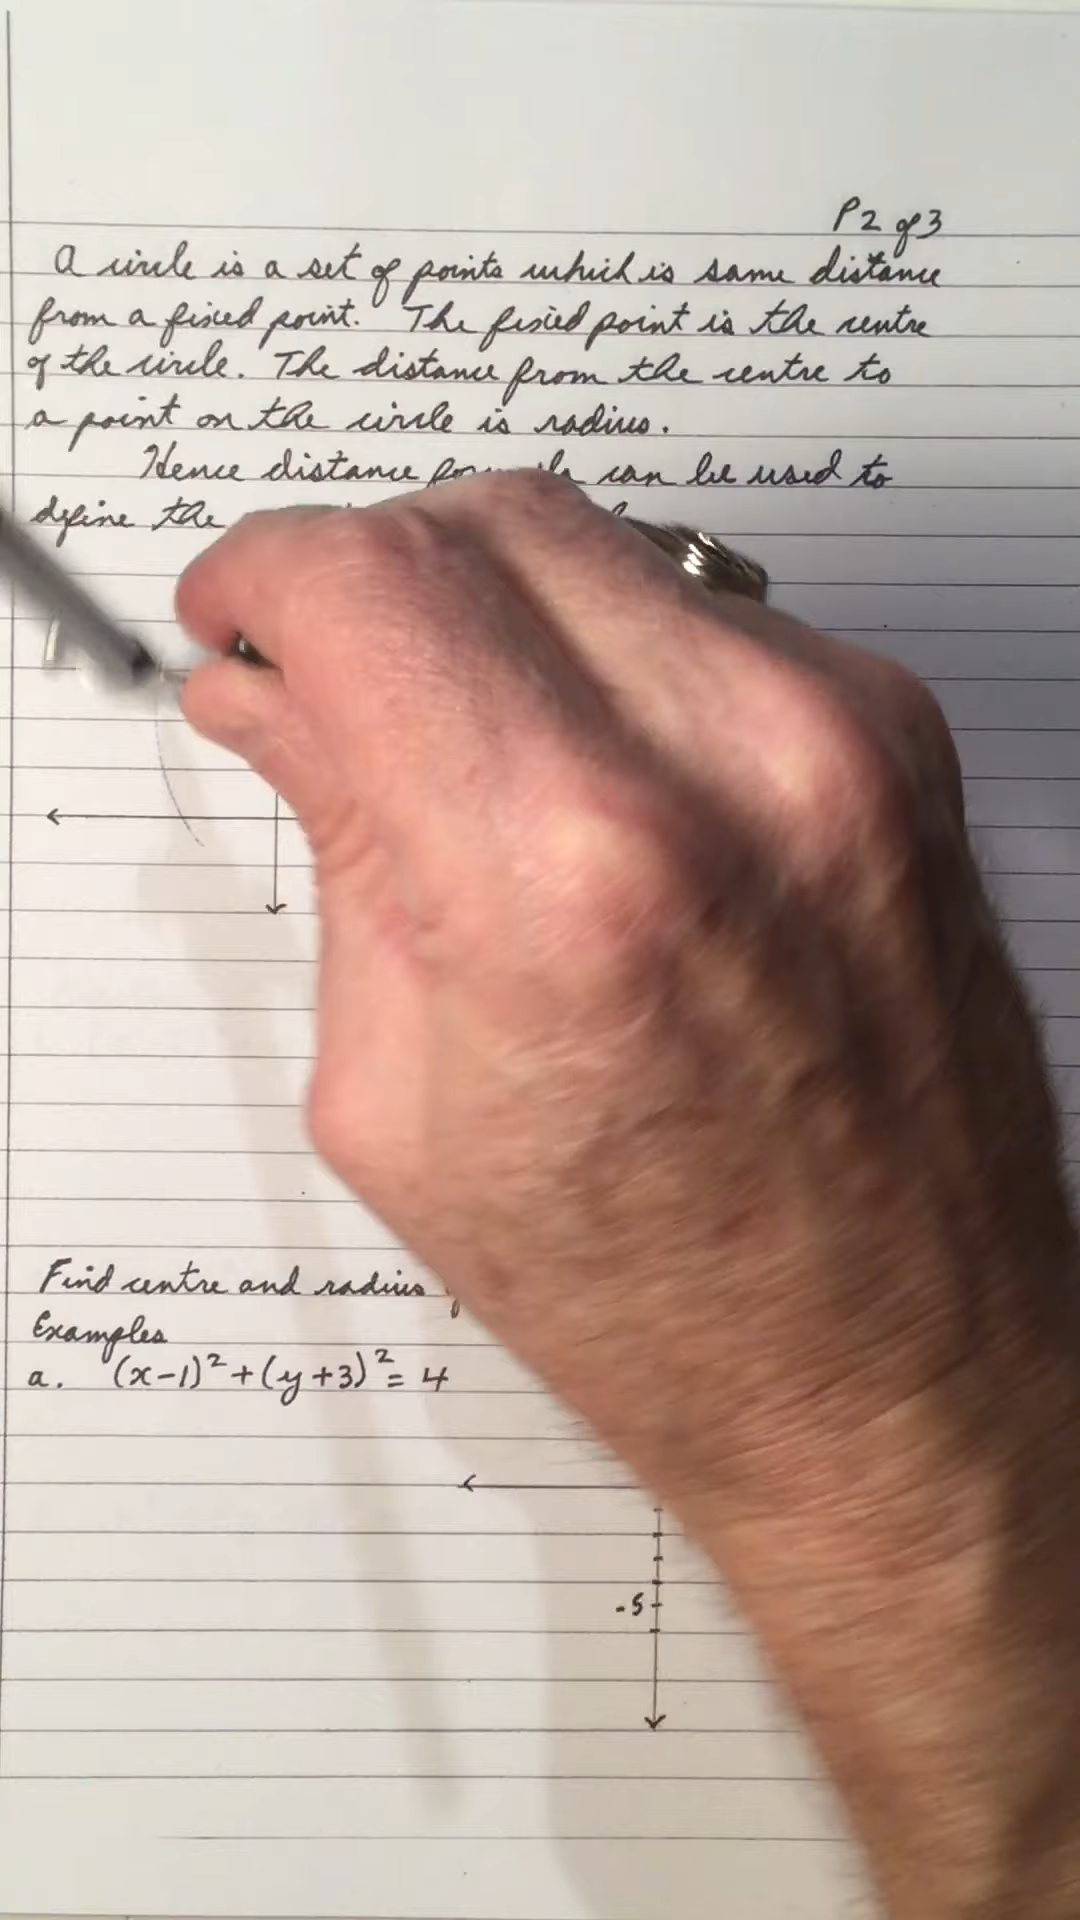 P2 of 3
A circle is a set of points which is same distance
from a fixed point. The fixed point is the centre
of the circle. The distance from the centre to
a point on the circle is radius.
Hence distance can be used to
define the
Find centre and radius
Examples
a. (x-1)² + (y+3)² = 4
-5